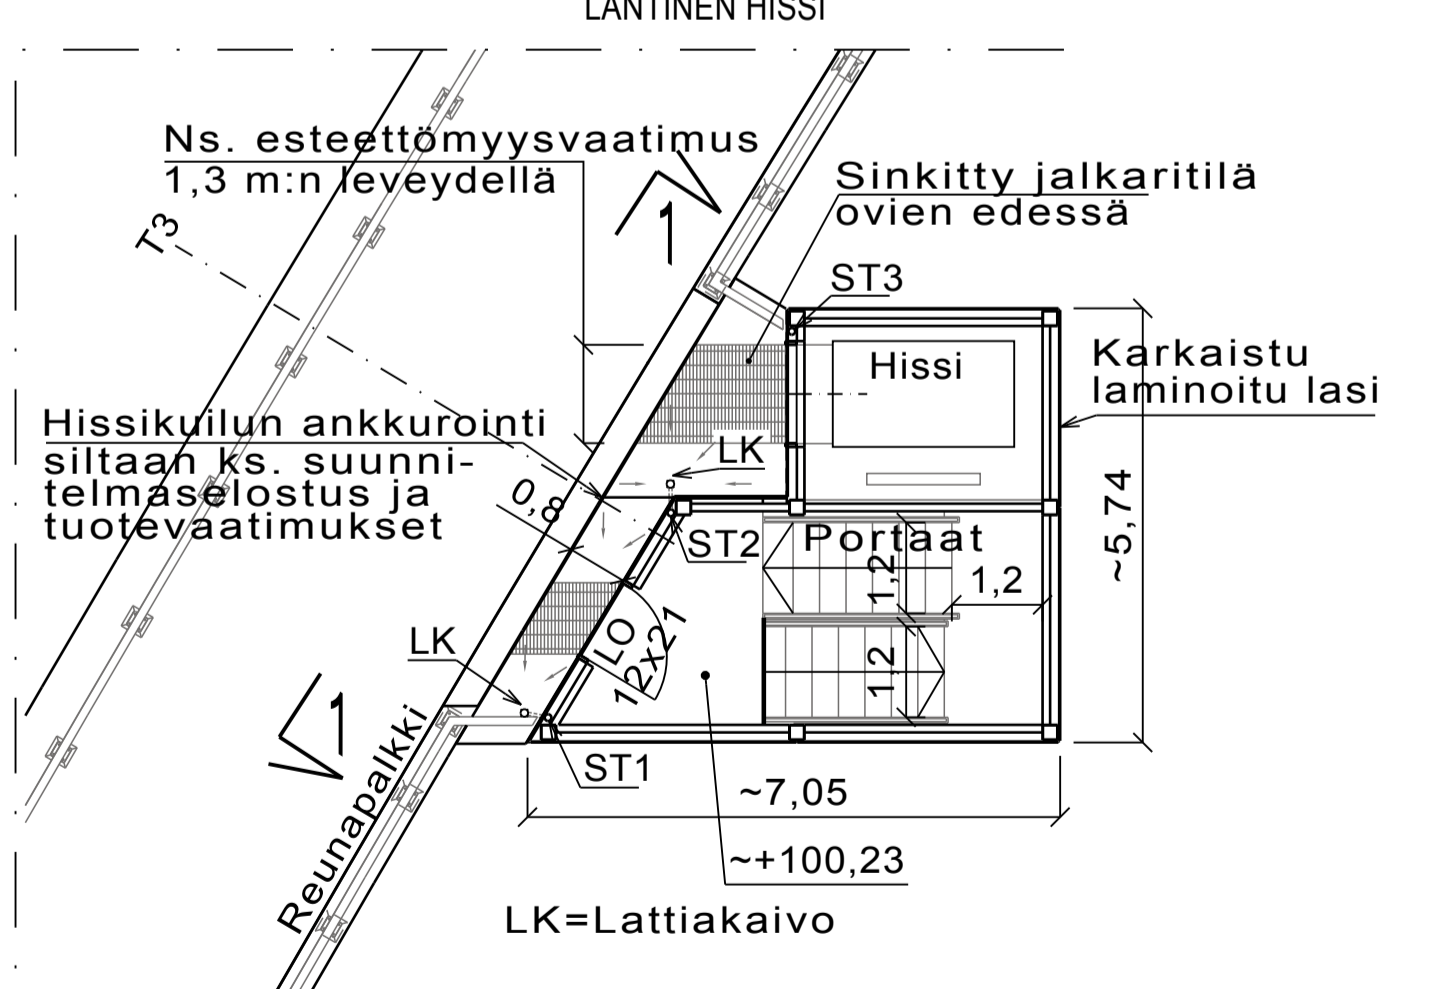 LÄNTINEN HISSI
Ns. esteettömyysvaatimus
1,3 m:n leveydellä
T3
1
Sinkitty jalkaritilä
ovien edessä
ST3
Hissi
Karkaistu
laminoitu lasi
Hissikuilun ankkurointi
siltaan ks. suunni-
telmaselostus ja
tuotevaatimukset
LK
0,8
ST2
Portaat
1,2
1,2
1,2
~5,74
LO
12x21
LK
1
Reunapalkki
ST1
~7,05
~+100,23
LK=Lattiakaivo